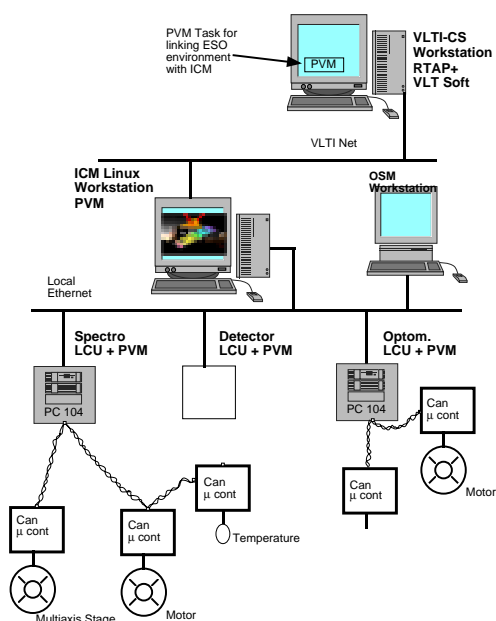 PVM Task for
linking ESO
environment
with ICM
PVM
VLTI-CS
Workstation
RTAP+
VLT Soft
VLTI Net
ICM Linux
Workstation
PVM
OSM
Workstation
Local
Ethernet
Spectro
LCU + PVM
Detector
LCU + PVM
Optom.
LCU + PVM
PC 104
PC 104
Can
μ cont
Motor
Can
μ cont
Temperature
Can
μ cont
Can
μ cont
Can
μ cont
Multiaxis Stage
Motor